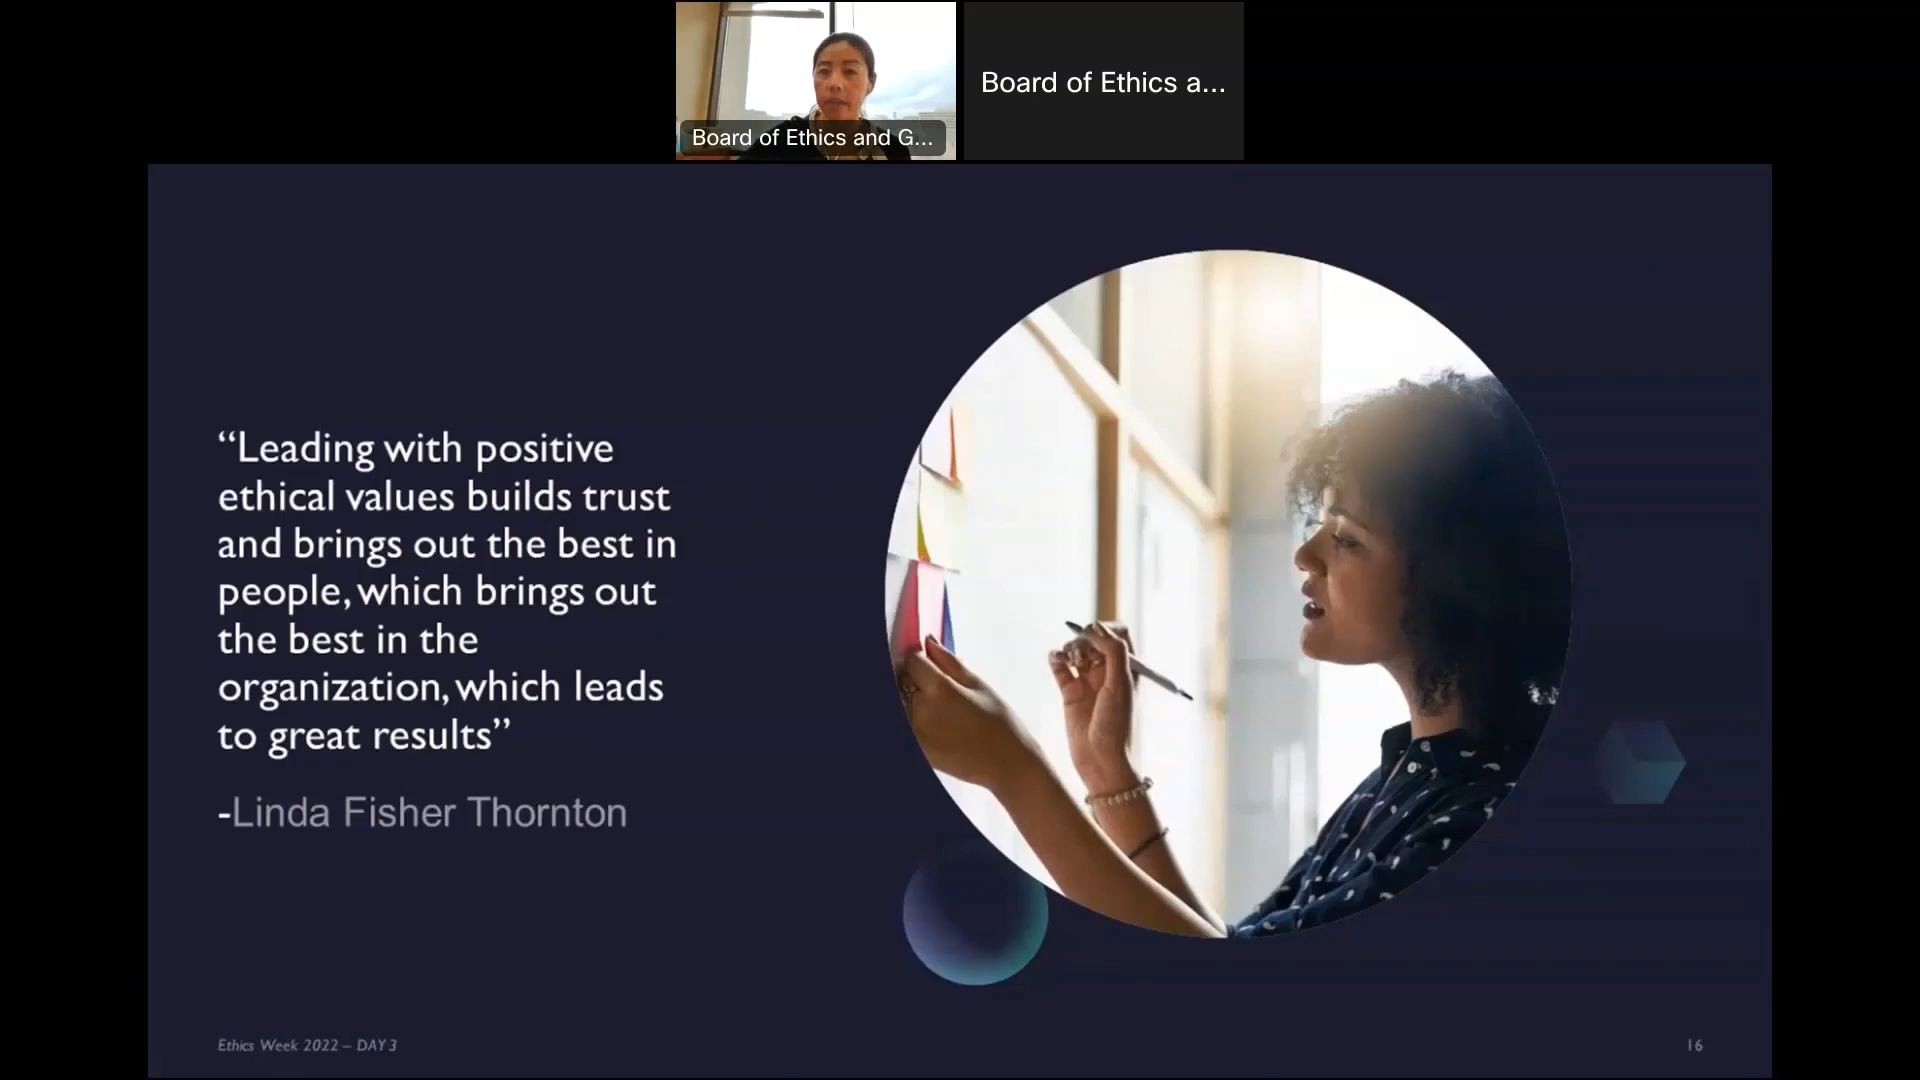 Board of Ethics and G...
Board of Ethics a...
“Leading with positive
ethical values builds trust
and brings out the best in
people, which brings out
the best in the
organization, which leads
to great results”
-Linda Fisher Thornton
Ethics Week 2022 – DAY 3
16